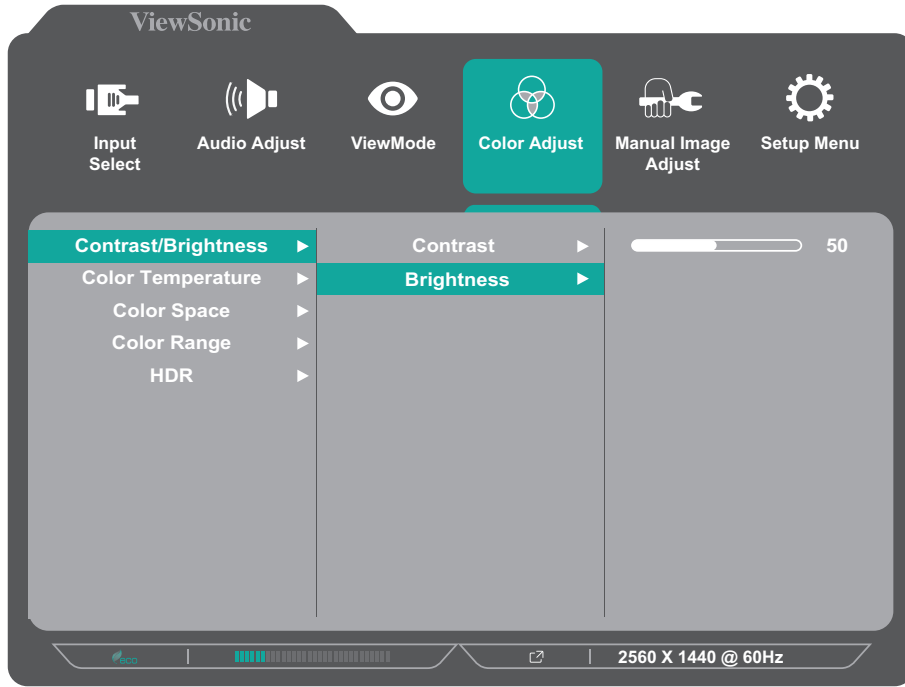 ViewSonic
Input
Select
Audio Adjust
ViewMode
Color Adjust
Manual Image
Adjust
Setup Menu
Contrast/Brightness
Contrast
50
Color Temperature
Brightness
Color Space
Color Range
HDR
eco
2560 X 1440 @ 60Hz